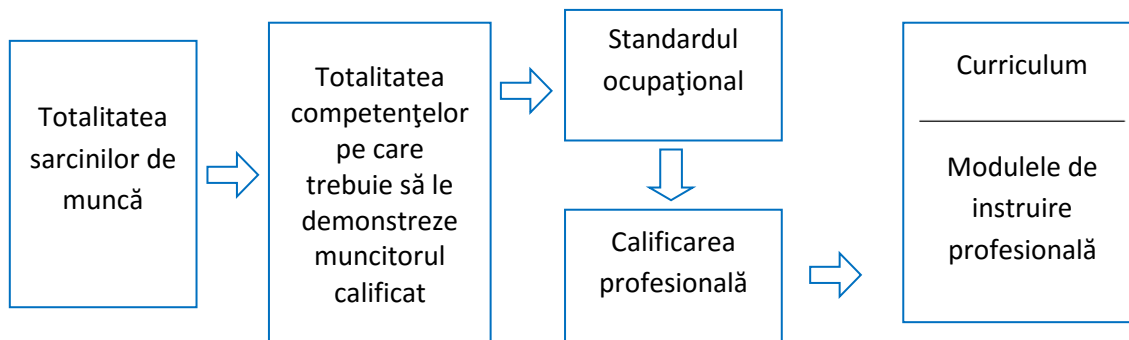 Totalitatea
sarcinilor de
muncă
Totalitatea
competenţelor
pe care
trebuie să le
demonstreze
muncitorul
calificat
Standardul
ocupaţional
Calificarea
profesională
Curriculum
Modulele de
instruire
profesională